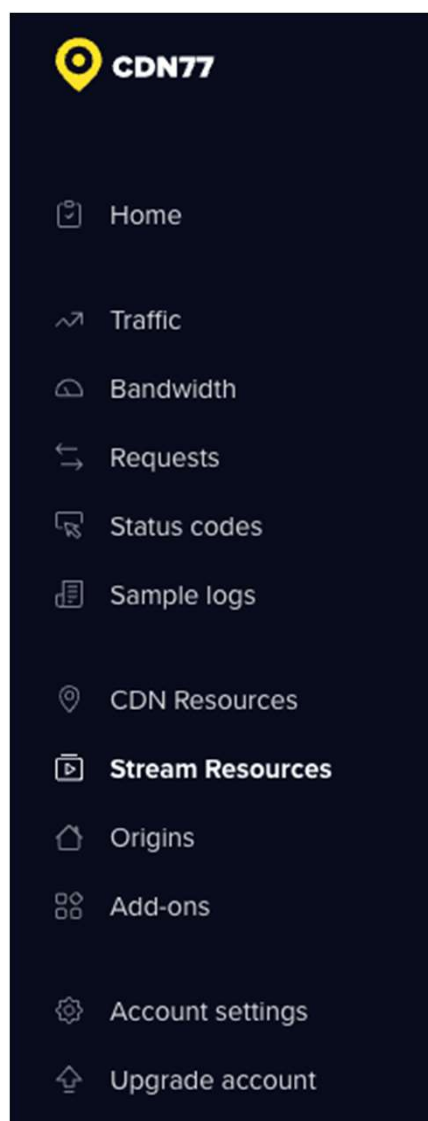 CDN77
Home
Traffic
Bandwidth
Requests
Status codes
Sample logs
CDN Resources
Stream Resources
Origins
Add-ons
Account settings
Upgrade account